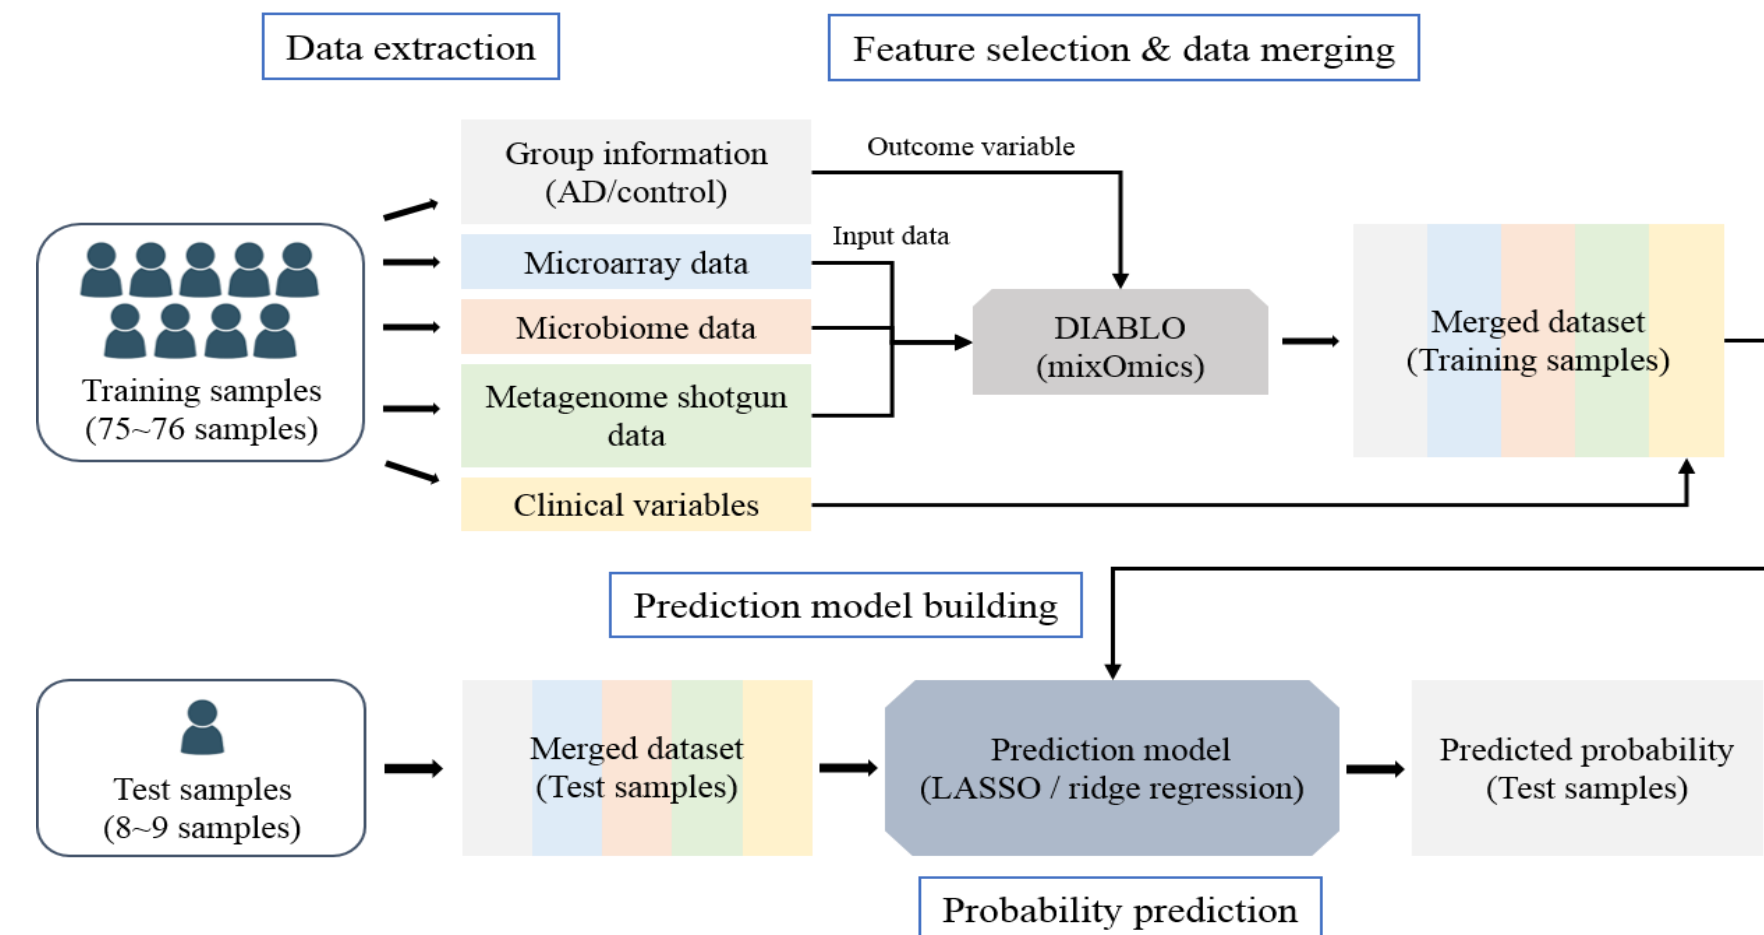 Data extraction
Feature selection & data merging
Group information
(AD/control)
Outcome variable
Input data
Microarray data
Microbiome data
Metagenome shotgun
data
Clinical variables
Training samples
(75~76 samples)
DIABLO
(mixOmics)
Merged dataset
(Training samples)
Prediction model building
Test samples
(8~9 samples)
Merged dataset
(Test samples)
Prediction model
(LASSO / ridge regression)
Predicted probability
(Test samples)
Probability prediction